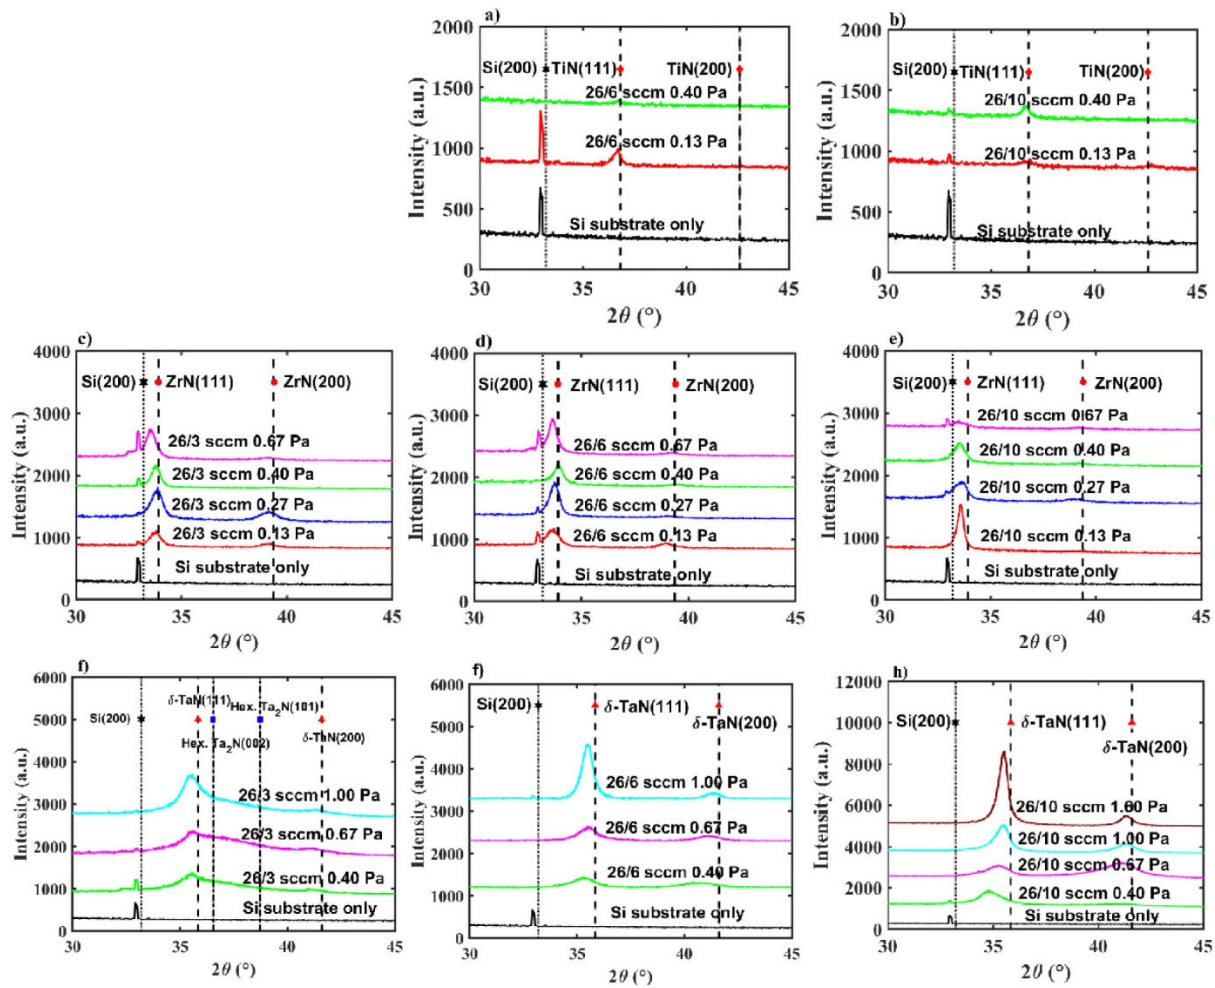 a)
2000
1500
1000
500
0
Intensity (a.u.)
Si(200)
TiN(111)
TiN(200)
26/6 sccm 0.40 Pa
26/6 sccm 0.13 Pa
Si substrate only
30 35 40 45
2θ (°)
b)
2000
1500
1000
500
0
Intensity (a.u.)
Si(200)
TiN(111)
TiN(200)
26/10 sccm 0.40 Pa
26/10 sccm 0.13 Pa
Si substrate only
30 35 40 45
2θ (°)
c)
4000
3000
2000
1000
0
Intensity (a.u.)
Si(200)
ZrN(111)
ZrN(200)
26/3 sccm 0.67 Pa
26/3 sccm 0.40 Pa
26/3 sccm 0.27 Pa
26/3 sccm 0.13 Pa
Si substrate only
30 35 40 45
2θ (°)
d)
4000
3000
2000
1000
0
Intensity (a.u.)
Si(200)
ZrN(111)
ZrN(200)
26/6 sccm 0.67 Pa
26/6 sccm 0.40 Pa
26/6 sccm 0.27 Pa
26/6 sccm 0.13 Pa
Si substrate only
30 35 40 45
2θ (°)
e)
4000
3000
2000
1000
0
Intensity (a.u.)
Si(200)
ZrN(111)
ZrN(200)
26/10 sccm 0.67 Pa
26/10 sccm 0.40 Pa
26/10 sccm 0.27 Pa
26/10 sccm 0.13 Pa
Si substrate only
30 35 40 45
2θ (°)
f)
6000
5000
4000
3000
2000
1000
0
Intensity (a.u.)
Si(200)
δ-TaN(111)
Hex. Ta₂N(101)
Hex. Ta₂N(002)
δ-TaN(200)
26/3 sccm 1.00 Pa
26/3 sccm 0.67 Pa
26/3 sccm 0.40 Pa
Si substrate only
30 35 40 45
2θ (°)
f)
6000
5000
4000
3000
2000
1000
0
Intensity (a.u.)
Si(200)
δ-TaN(111)
δ-TaN(200)
26/6 sccm 1.00 Pa
26/6 sccm 0.67 Pa
26/6 sccm 0.40 Pa
Si substrate only
30 35 40 45
2θ (°)
h)
12000
10000
8000
6000
4000
2000
0
Intensity (a.u.)
Si(200)
δ-TaN(111)
δ-TaN(200)
26/10 sccm 1.60 Pa
26/10 sccm 1.00 Pa
26/10 sccm 0.67 Pa
26/10 sccm 0.40 Pa
Si substrate only
30 35 40 45
2θ (°)